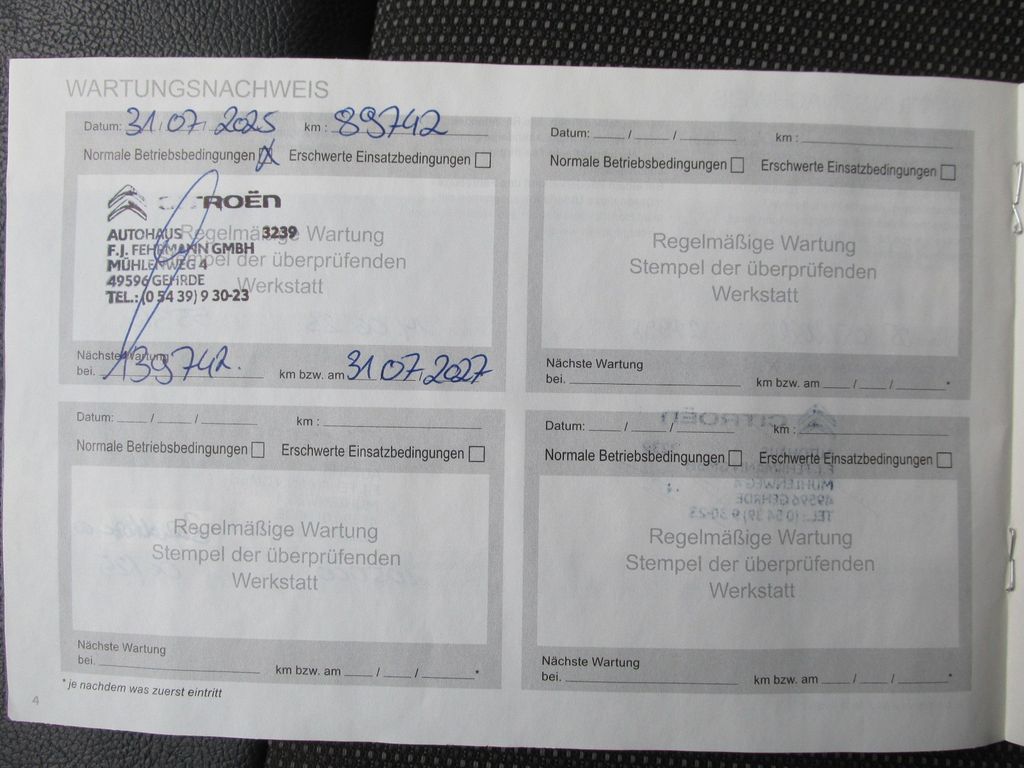 WARTUNGSNACHWEIS
Datum: 31 / 07 / 2025 km : 89742
Normale Betriebsbedingungen Erschwerte Einsatzbedingungen
CITROËN
AUTOHAUS 3239
F.J. FEHRMANN GMBH
MÜHLENWEG 4
49596 GEHRDE
TEL.: (0 54 39) 9 30-23
Regelmäßige Wartung
Stempel der überprüfenden
Werkstatt
Nächste Wartung
bei. 139742. km bzw. am 31.07.2027
Datum: / / km :
Normale Betriebsbedingungen Erschwerte Einsatzbedingungen
Regelmäßige Wartung
Stempel der überprüfenden
Werkstatt
Nächste Wartung
bei. km bzw. am / / *
Datum: / / km :
Normale Betriebsbedingungen Erschwerte Einsatzbedingungen
Regelmäßige Wartung
Stempel der überprüfenden
Werkstatt
Nächste Wartung
bei. km bzw. am / / *
Datum: / / km :
Normale Betriebsbedingungen Erschwerte Einsatzbedingungen
Regelmäßige Wartung
Stempel der überprüfenden
Werkstatt
Nächste Wartung
bei. km bzw. am / / *
* je nachdem was zuerst eintritt
4